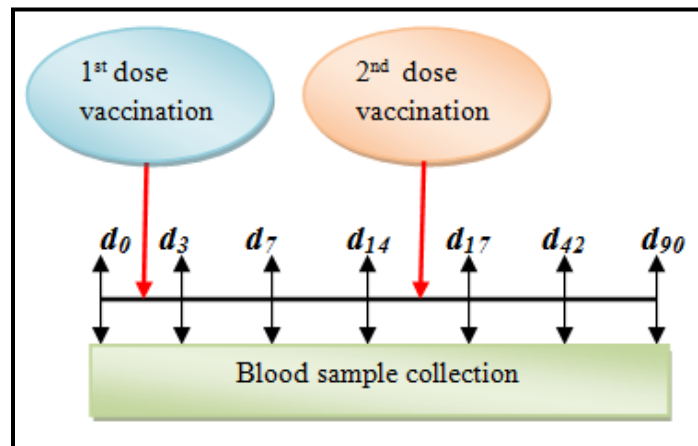 1st dose
vaccination
2nd dose
vaccination
d0 d3 d7 d14 d17 d42 d90
Blood sample collection